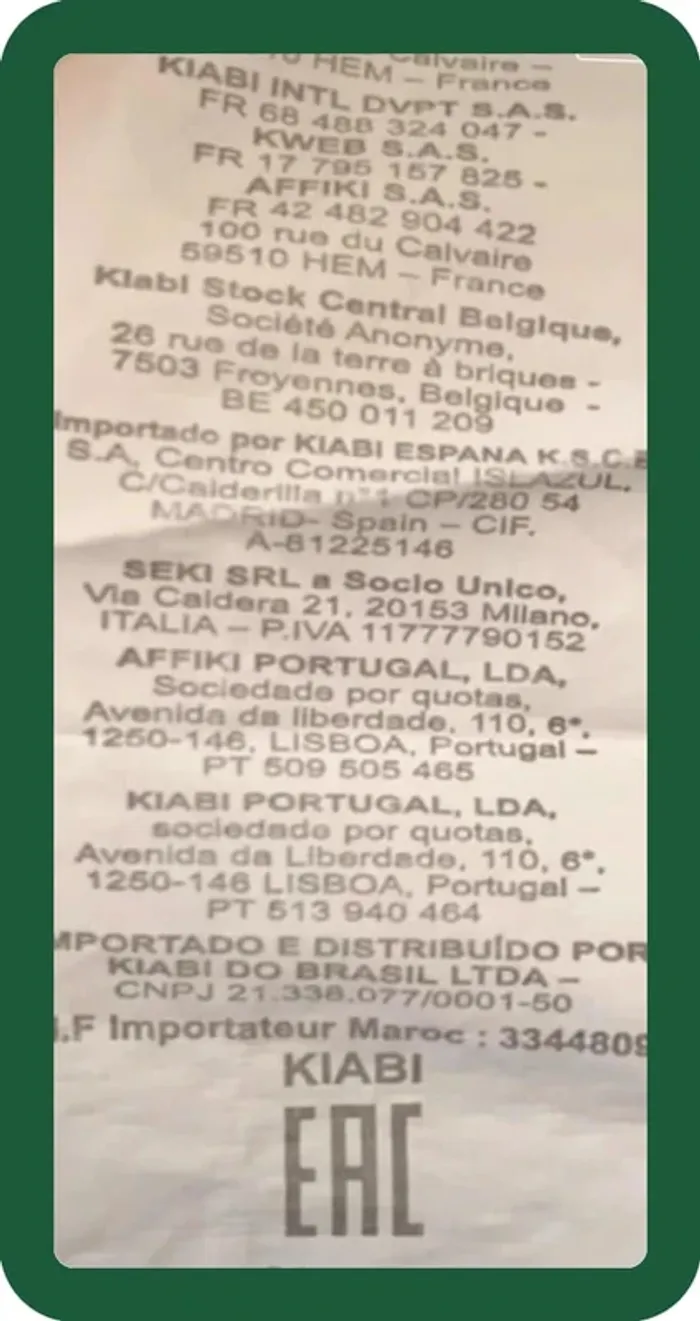 HEM – France
KIABI INTL DVPT S.A.S.
FR 68 488 324 047 -
KWEB S.A.S.
FR 17 795 157 825 -
AFFIKI S.A.S.
FR 42 482 904 422
100 rue du Calvaire
59510 HEM – France
Kiabi Stock Central Belgique,
Société Anonyme,
26 rue de la terre à briques -
7503 Froyennes, Belgique -
BE 450 011 209
Importado por KIABI ESPANA K.S.C.E
S.A, Centro Comercial ISLAZUL,
C/Calderilla n°1 CP/280 54
MADRID- Spain – CIF.
A-81225146
SEKI SRL a Socio Unico,
Via Caldera 21, 20153 Milano,
ITALIA – P.IVA 11777790152
AFFIKI PORTUGAL, LDA,
Sociedade por quotas,
Avenida da liberdade, 110, 6°,
1250-146, LISBOA, Portugal –
PT 509 505 465
KIABI PORTUGAL, LDA,
sociedade por quotas,
Avenida da Liberdade, 110, 6°,
1250-146 LISBOA, Portugal –
PT 513 940 464
MPORTADO E DISTRIBUÍDO POR
KIABI DO BRASIL LTDA –
CNPJ 21.338.077/0001-50
.F Importateur Maroc : 3344809
KIABI
EAC